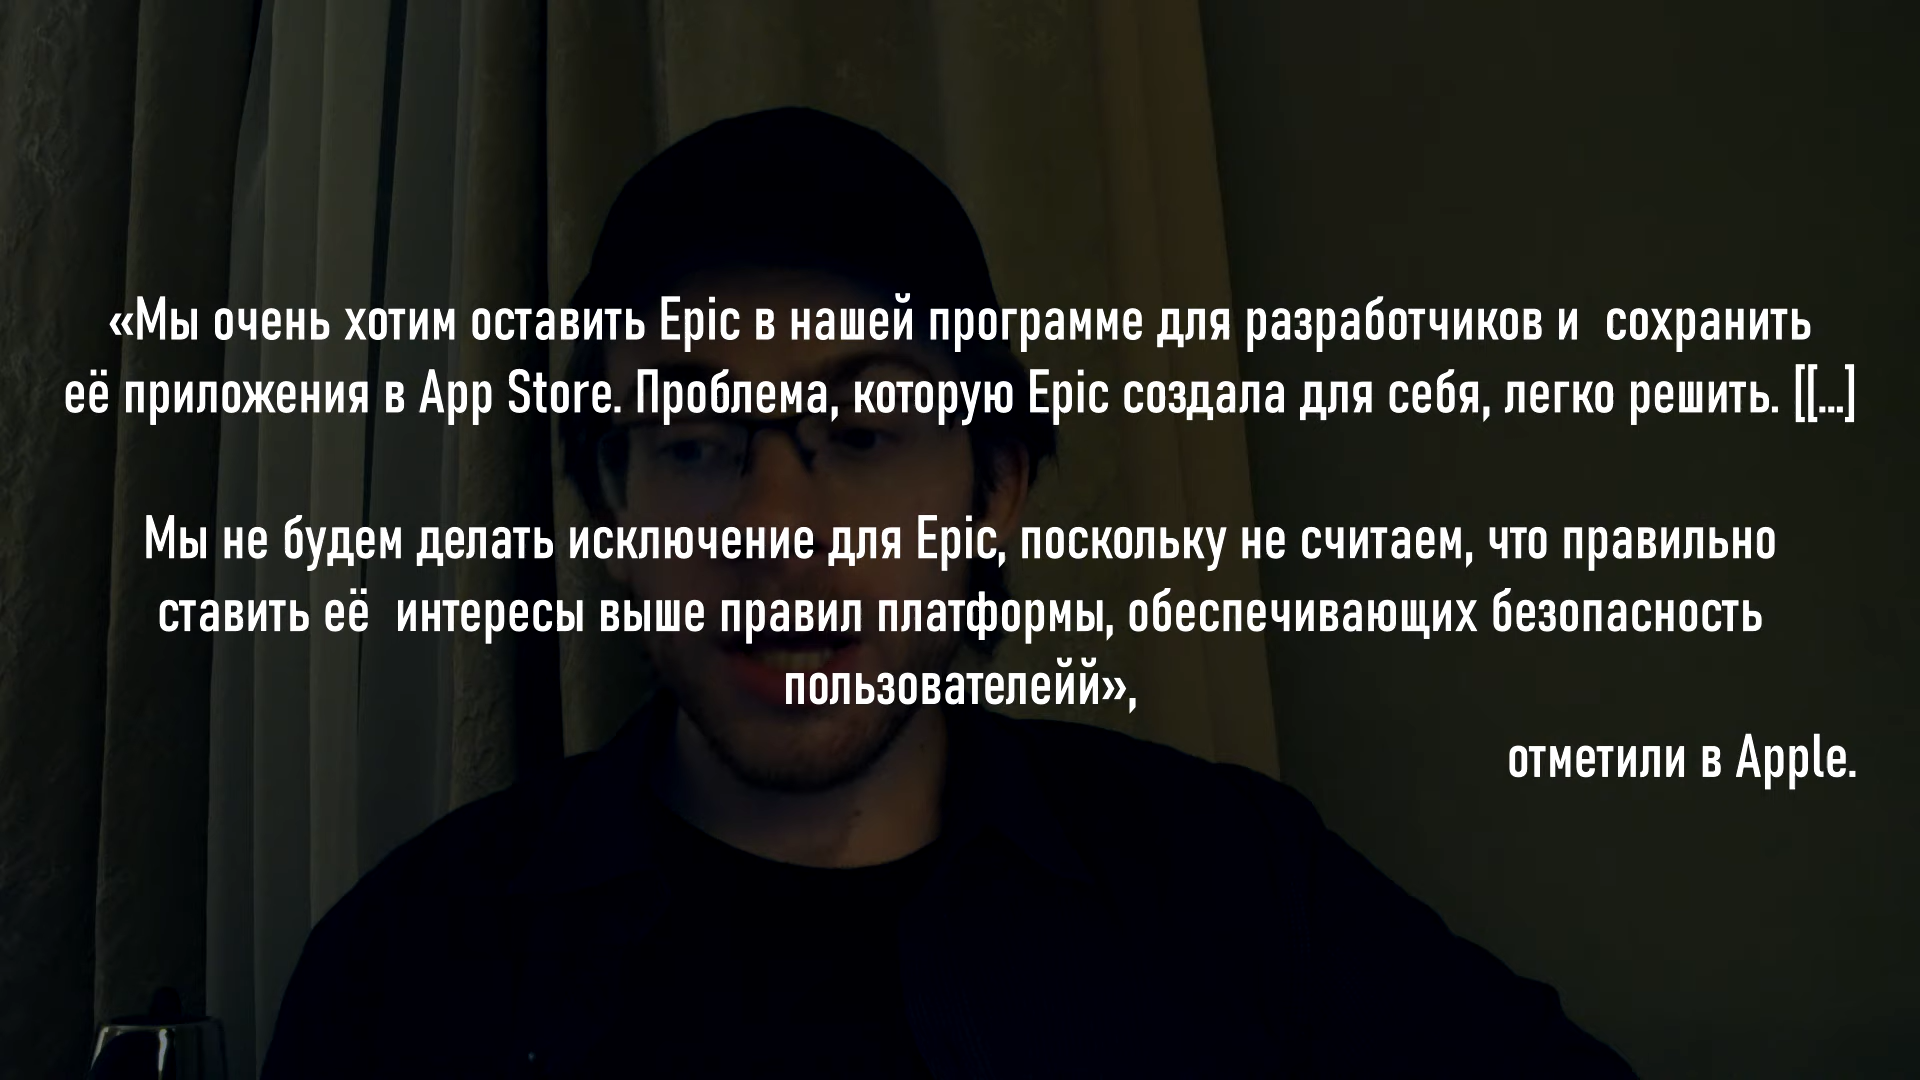 «Мы очень хотим оставить Epic в нашей программе для разработчиков и  сохранить
её приложения в App Store. Проблема, которую Epic создала для себя, легко решить. [[...]
Мы не будем делать исключение для Epic, поскольку не считаем, что правильно
ставить её  интересы выше правил платформы, обеспечивающих безопасность
пользователейй»,
отметили в Apple.